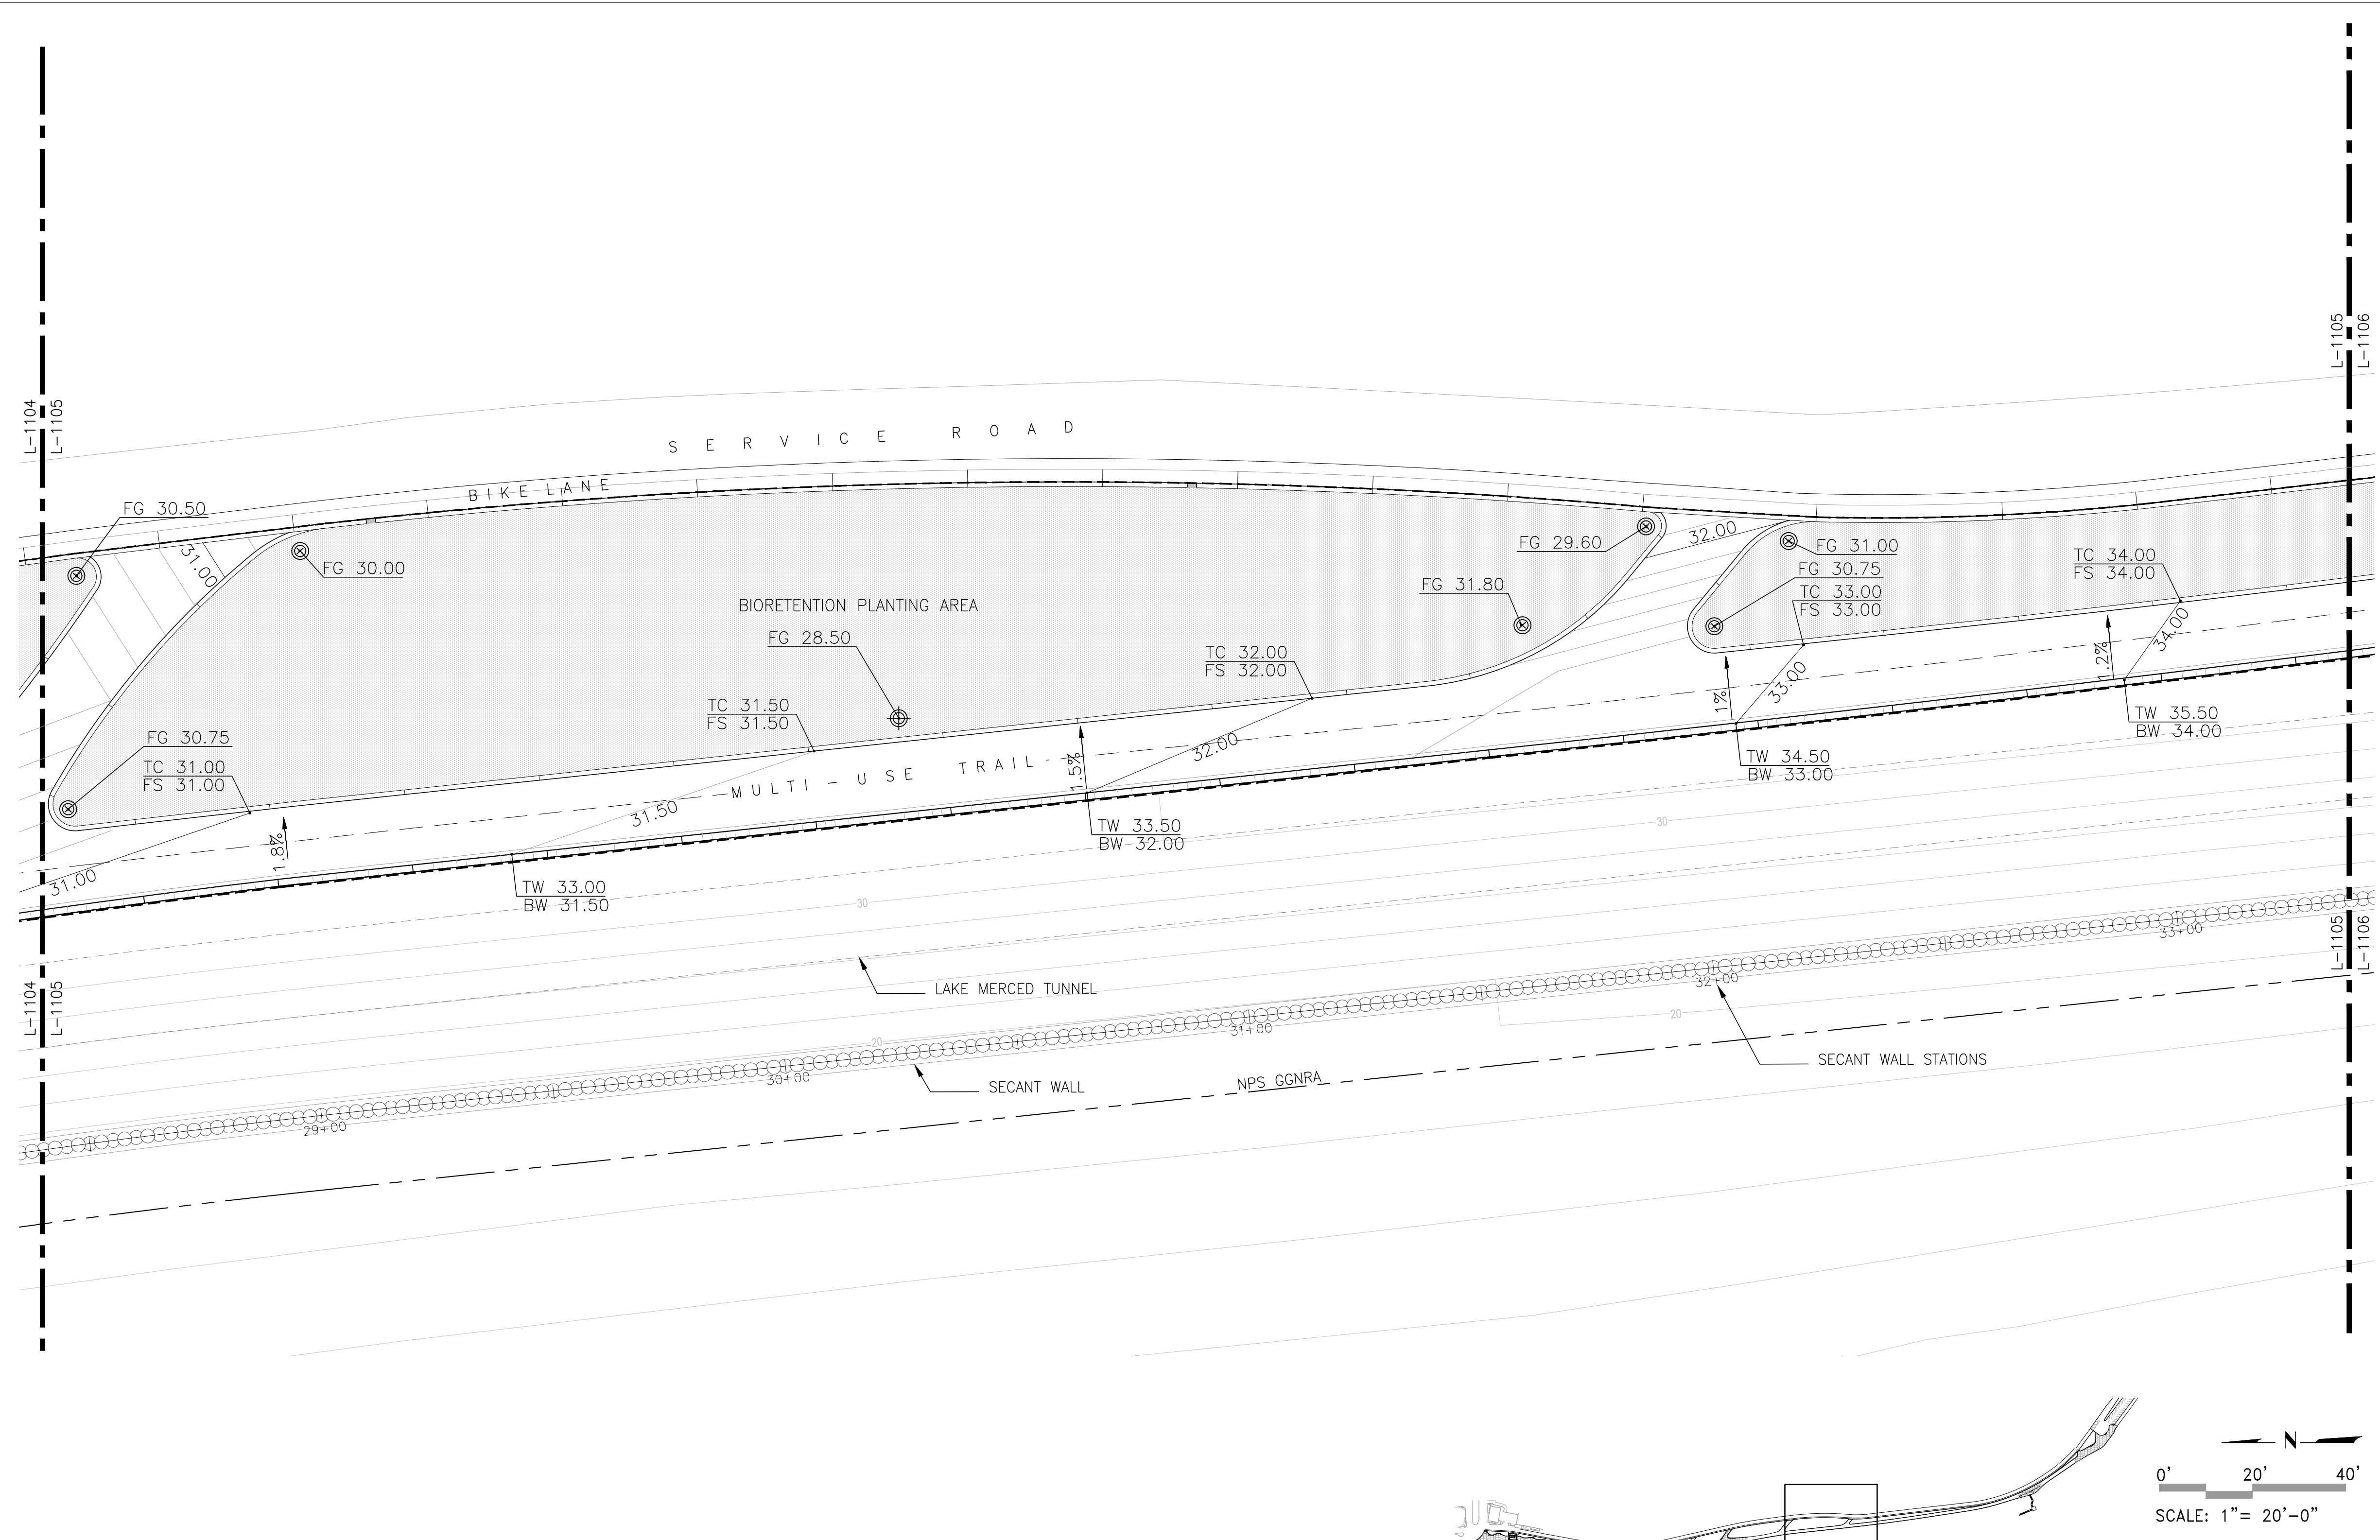 L-1105
L-1106
L-1104
L-1105
SERVICE ROAD
BIKE LANE
FG 30.50
31.00
FG 30.00
FG 29.60
32.00
FG 31.00
FG 30.75
TC 33.00
FS 33.00
TC 34.00
FS 34.00
FG 31.80
BIORETENTION PLANTING AREA
FG 28.50
TC 32.00
FS 32.00
TC 31.50
FS 31.50
34.00
1.2%
33.00
1%
FG 30.75
TC 31.00
FS 31.00
TW 35.50
BW 34.00
32.00
TW 34.50
BW 33.00
MULTI-USE TRAIL
1.5%
31.50
TW 33.50
BW 32.00
30
1.8%
31.00
TW 33.00
BW 31.50
30
L-1105
L-1106
33+00
L-1104
L-1105
LAKE MERCED TUNNEL
32+00
20
31+00
20
SECANT WALL STATIONS
30+00
SECANT WALL
NPS GGNRA
29+00
N
0' 20' 40'
SCALE: 1"= 20'-0"